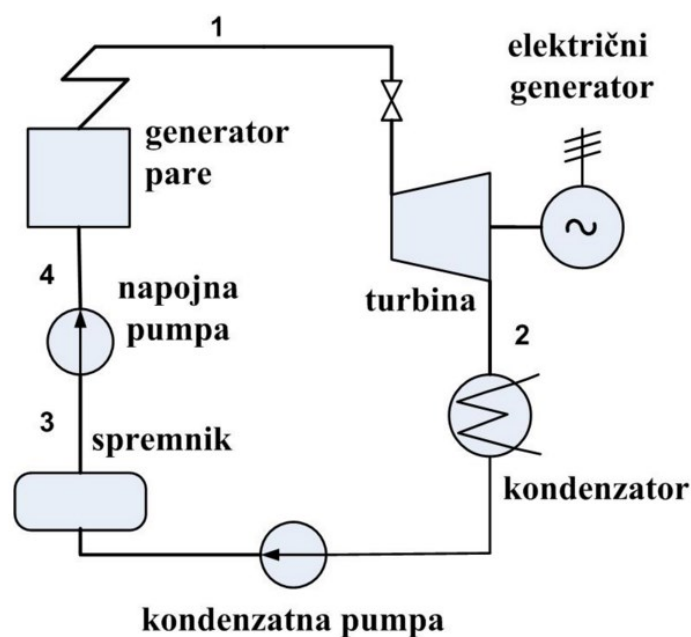 1
električni
generator
generator
pare
4
napojna
pumpa
turbina
2
3
spremnik
kondenzator
kondenzatna pumpa